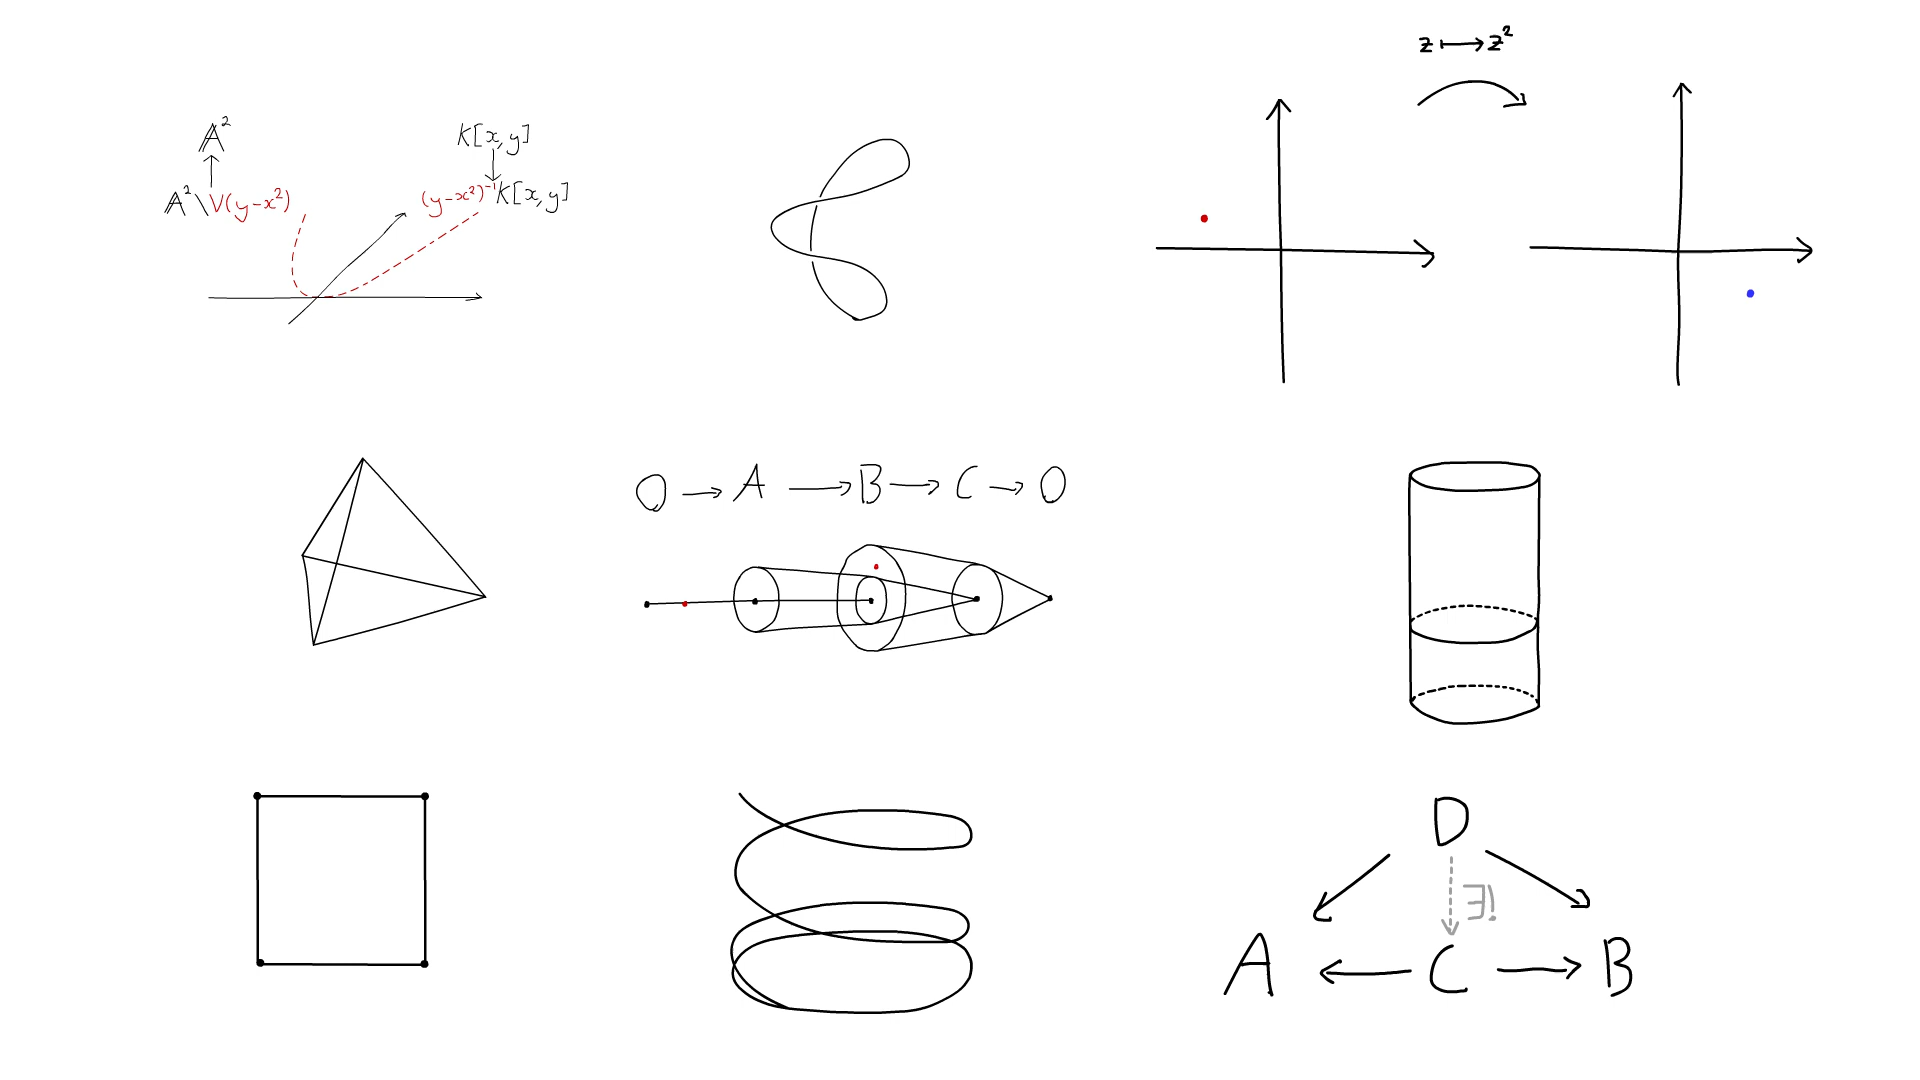 z ↦ z²
𝔸²
K[x,y]
𝔸²\V(y-x²)
(y-x²)⁻¹K[x,y]
0 → A → B → C → 0
D
∃!
A ← C → B